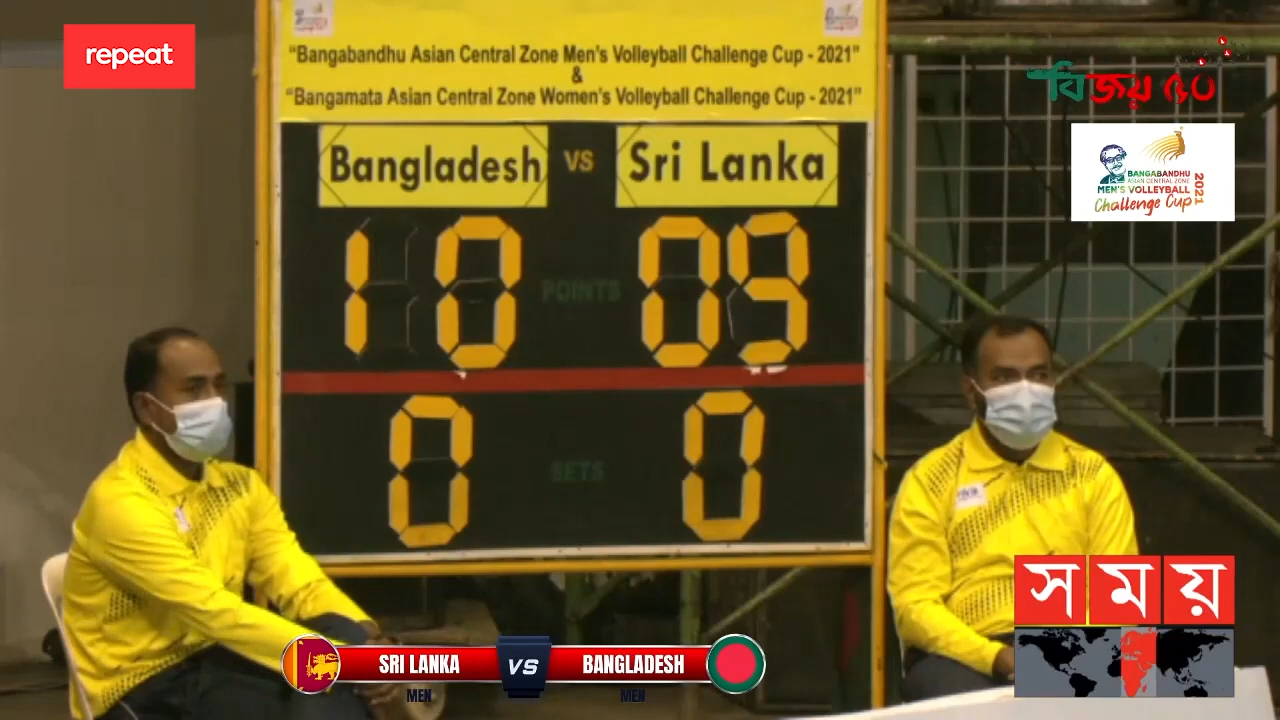 repeat
“Bangabandhu Asian Central Zone Men's Volleyball Challenge Cup - 2021”
&
“Bangamata Asian Central Zone Women's Volleyball Challenge Cup - 2021”
বিজয় ৫০
BANGABANDHU
ASIAN CENTRAL ZONE
MEN'S VOLLEYBALL
Challenge Cup
2021
Bangladesh VS Sri Lanka
10 POINTS 09
0 SETS 0
সময়
SRI LANKA VS BANGLADESH
MEN MEN